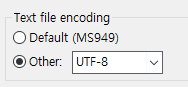 Text file encoding
Default (MS949)
Other: UTF-8